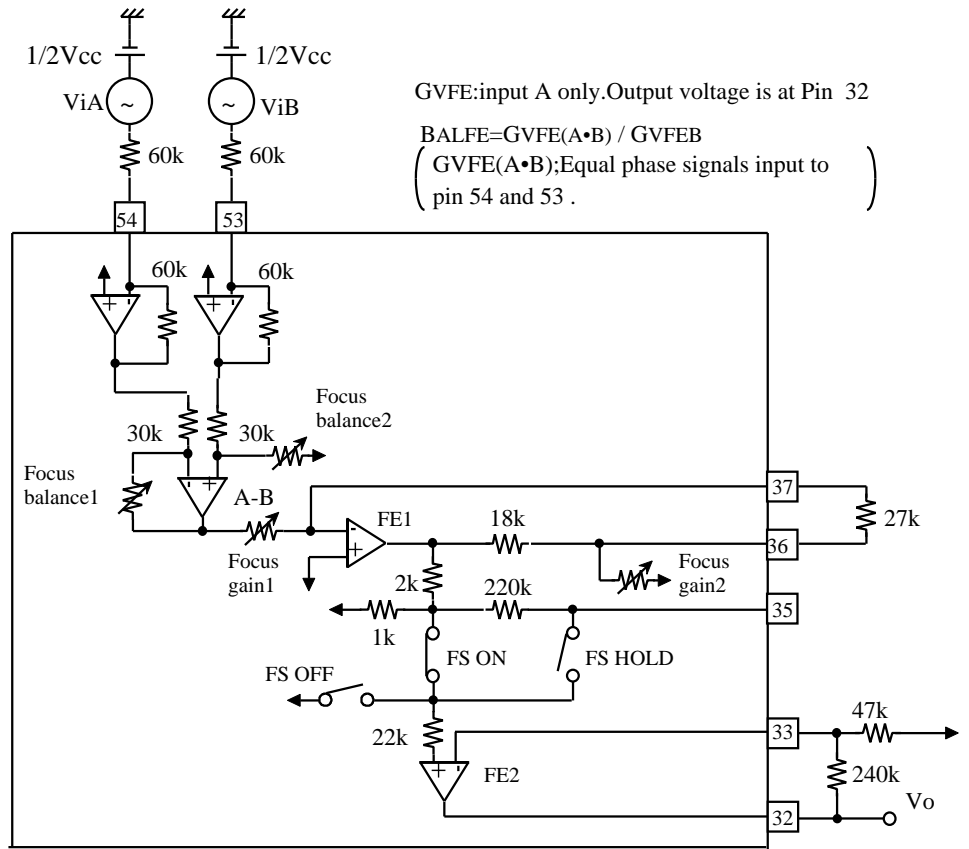 1/2Vcc
1/2Vcc
ViA
~
ViB
~
60k
60k
GVFE:input A only.Output voltage is at Pin 32
BALFE=GVFE(A•B) / GVFEB
GVFE(A•B);Equal phase signals input to
pin 54 and 53 .
54
53
60k
60k
+ -
+ -
30k
30k
Focus
balance2
Focus
balance1
- +
A-B
Focus
gain1
-
+
FE1
18k
37
27k
36
Focus
gain2
2k
220k
35
1k
FS ON
FS HOLD
FS OFF
22k
+ -
FE2
33
47k
240k
32
Vo